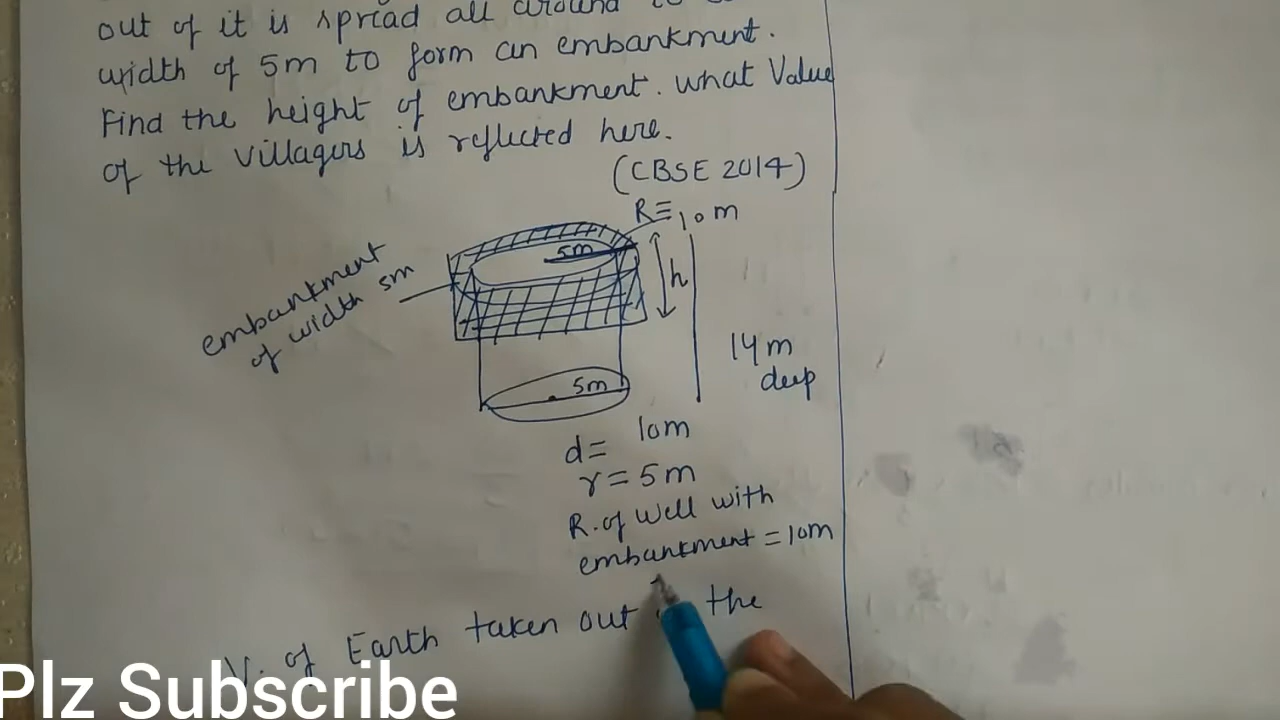 out of it is spread all around
width of 5m to form an embankment.
Find the height of embankment. what Value
of the villagers is reflected here.
(CBSE 2014)
R=10m
5m
h
embankment
of width 5m
14m
deep
5m
d= 10m
r=5m
R. of well with
embankment=10m
V. of Earth taken out the
Plz Subscribe